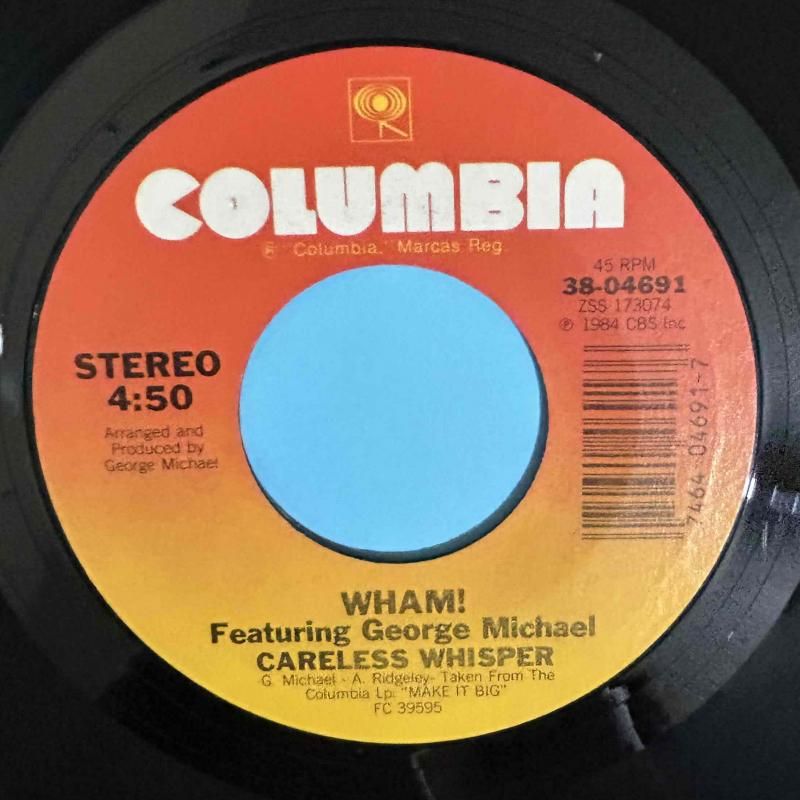 COLUMBIA
® "Columbia," Marcas Reg.
45 RPM
38-04691
ZSS 173074
℗ 1984 CBS Inc
STEREO
4:50
Arranged and
Produced by
George Michael
7464 04691-7
WHAM!
Featuring George Michael
CARELESS WHISPER
G. Michael - A. Ridgeley- Taken From The
Columbia Lp: "MAKE IT BIG"
FC 39595